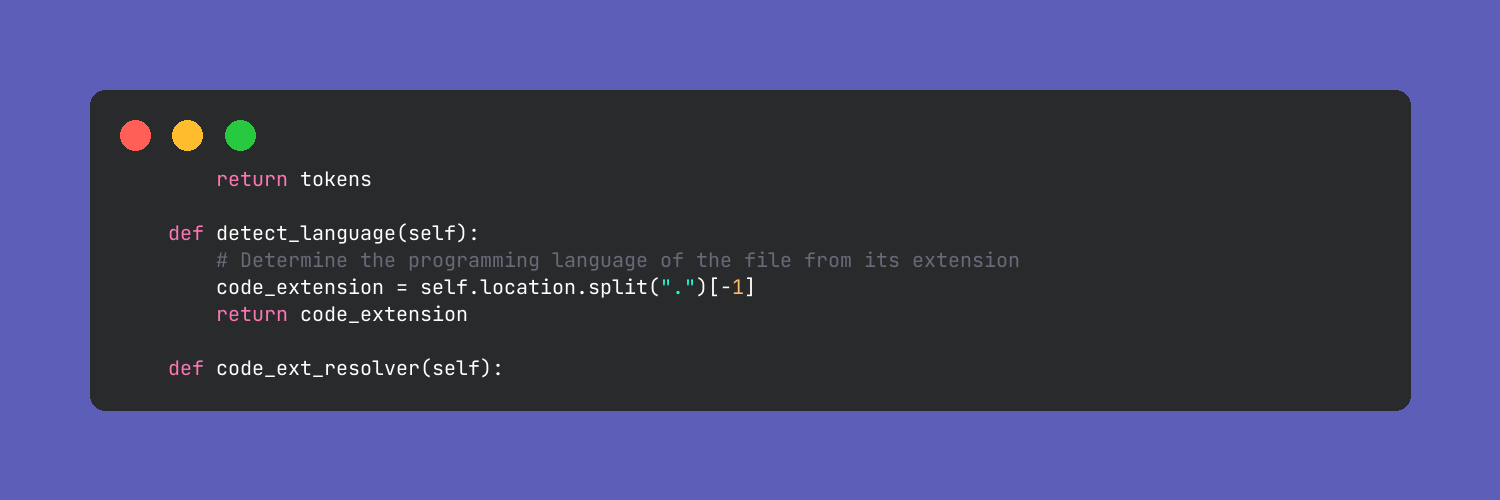 return tokens

    def detect_language(self):
        # Determine the programming language of the file from its extension
        code_extension = self.location.split(".")[-1]
        return code_extension

    def code_ext_resolver(self):